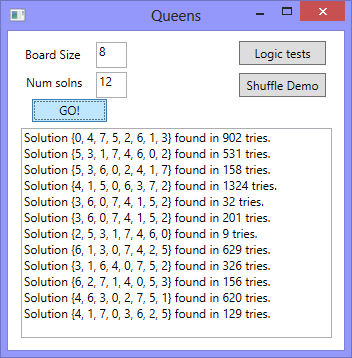 Queens
Board Size 8
Logic tests
Num solns 12
Shuffle Demo
GO!
Solution {0, 4, 7, 5, 2, 6, 1, 3} found in 902 tries.
Solution {5, 3, 1, 7, 4, 6, 0, 2} found in 531 tries.
Solution {5, 3, 6, 0, 2, 4, 1, 7} found in 158 tries.
Solution {4, 1, 5, 0, 6, 3, 7, 2} found in 1324 tries.
Solution {3, 6, 0, 7, 4, 1, 5, 2} found in 32 tries.
Solution {3, 6, 0, 7, 4, 1, 5, 2} found in 201 tries.
Solution {2, 5, 3, 1, 7, 4, 6, 0} found in 9 tries.
Solution {6, 1, 3, 0, 7, 4, 2, 5} found in 629 tries.
Solution {3, 1, 6, 4, 0, 7, 5, 2} found in 326 tries.
Solution {6, 2, 7, 1, 4, 0, 5, 3} found in 156 tries.
Solution {4, 6, 3, 0, 2, 7, 5, 1} found in 620 tries.
Solution {4, 1, 7, 0, 3, 6, 2, 5} found in 129 tries.